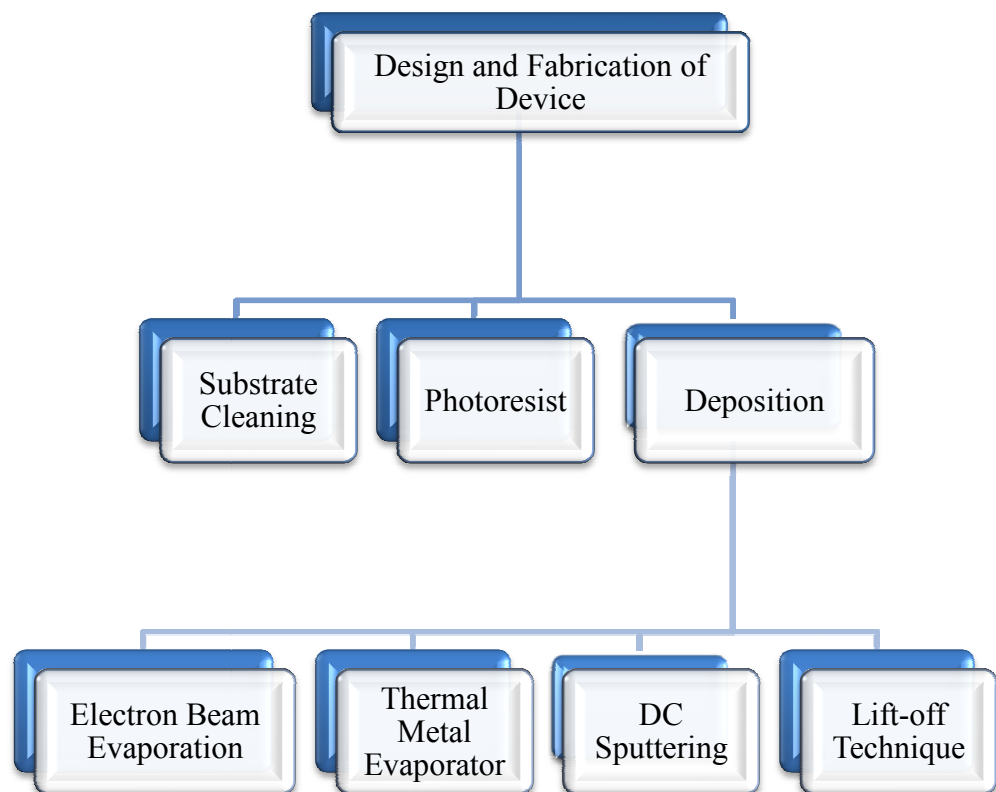 Design and Fabrication of
Device
Substrate
Cleaning
Photoresist
Deposition
Electron Beam
Evaporation
Thermal
Metal
Evaporator
DC
Sputtering
Lift-off
Technique